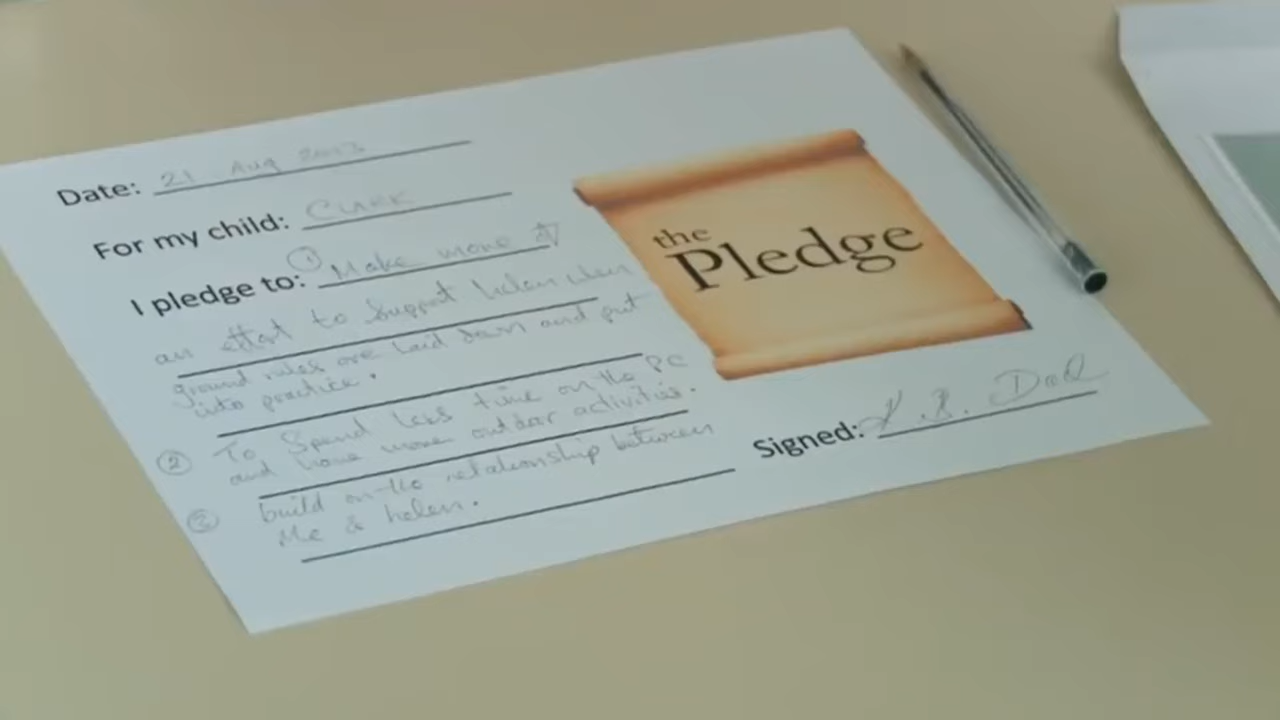 Date: 21 Aug 2013
For my child: Clark
I pledge to: ① Make more of
an effort to Support helen when
ground rules are laid down and put
into practice.
② To Spend less time on the PC
and have more outdoor activities.
③ build on the relationship between
Me & helen.
the
Pledge
Signed: